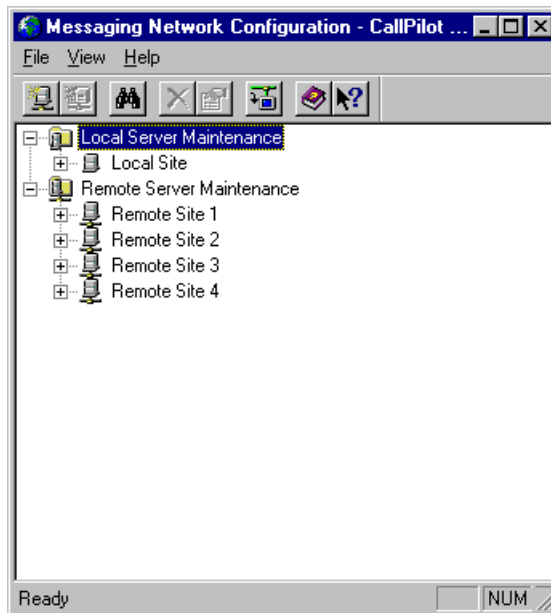 Messaging Network Configuration - CallPilot ...
File View Help
Local Server Maintenance
Local Site
Remote Server Maintenance
Remote Site 1
Remote Site 2
Remote Site 3
Remote Site 4
Ready NUM